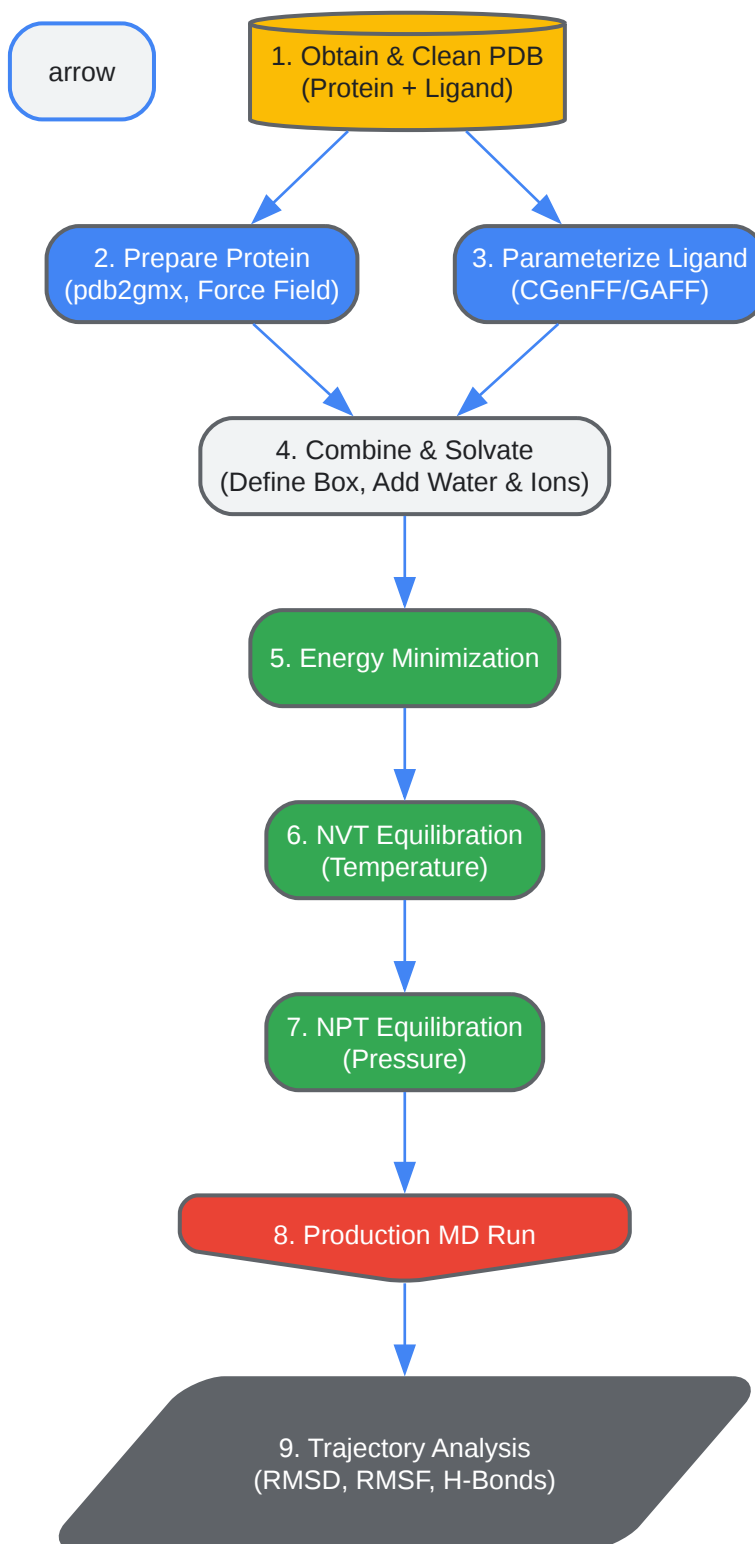 arrow
1. Obtain & Clean PDB
(Protein + Ligand)
2. Prepare Protein
(pdb2gmx, Force Field)
3. Parameterize Ligand
(CGenFF/GAFF)
4. Combine & Solvate
(Define Box, Add Water & Ions)
5. Energy Minimization
6. NVT Equilibration
(Temperature)
7. NPT Equilibration
(Pressure)
8. Production MD Run
9. Trajectory Analysis
(RMSD, RMSF, H-Bonds)